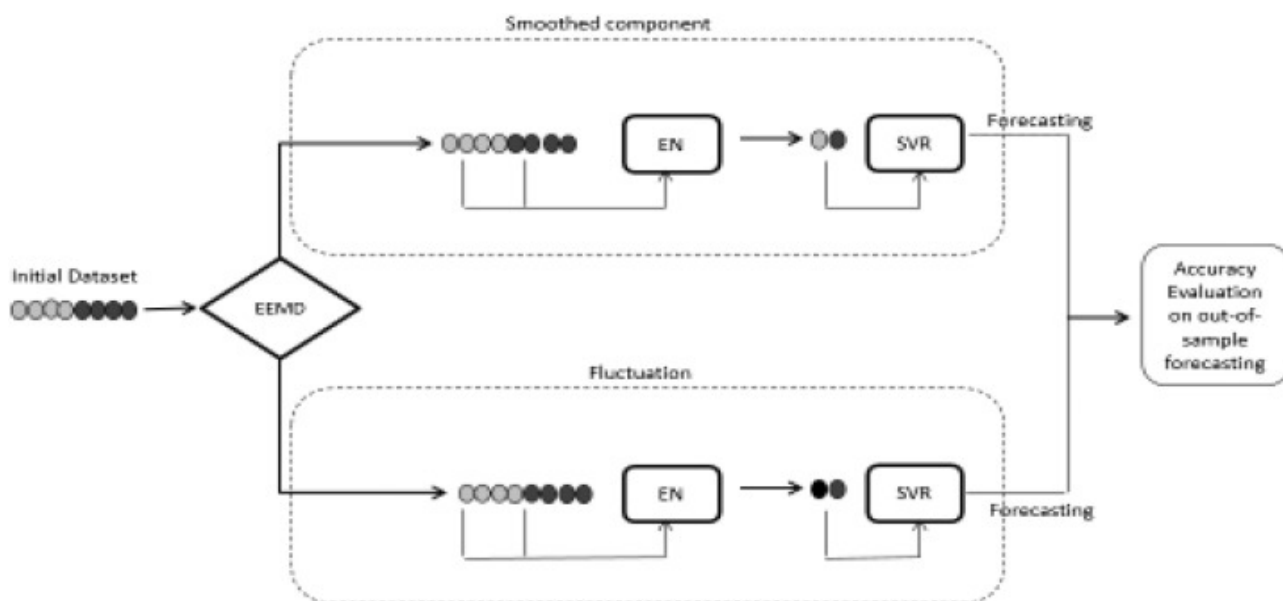 Smoothed component
Forecasting
EN
SVR
Initial Dataset
EEMD
Accuracy
Evaluation
on out-of-
sample
forecasting
Fluctuation
EN
SVR
Forecasting